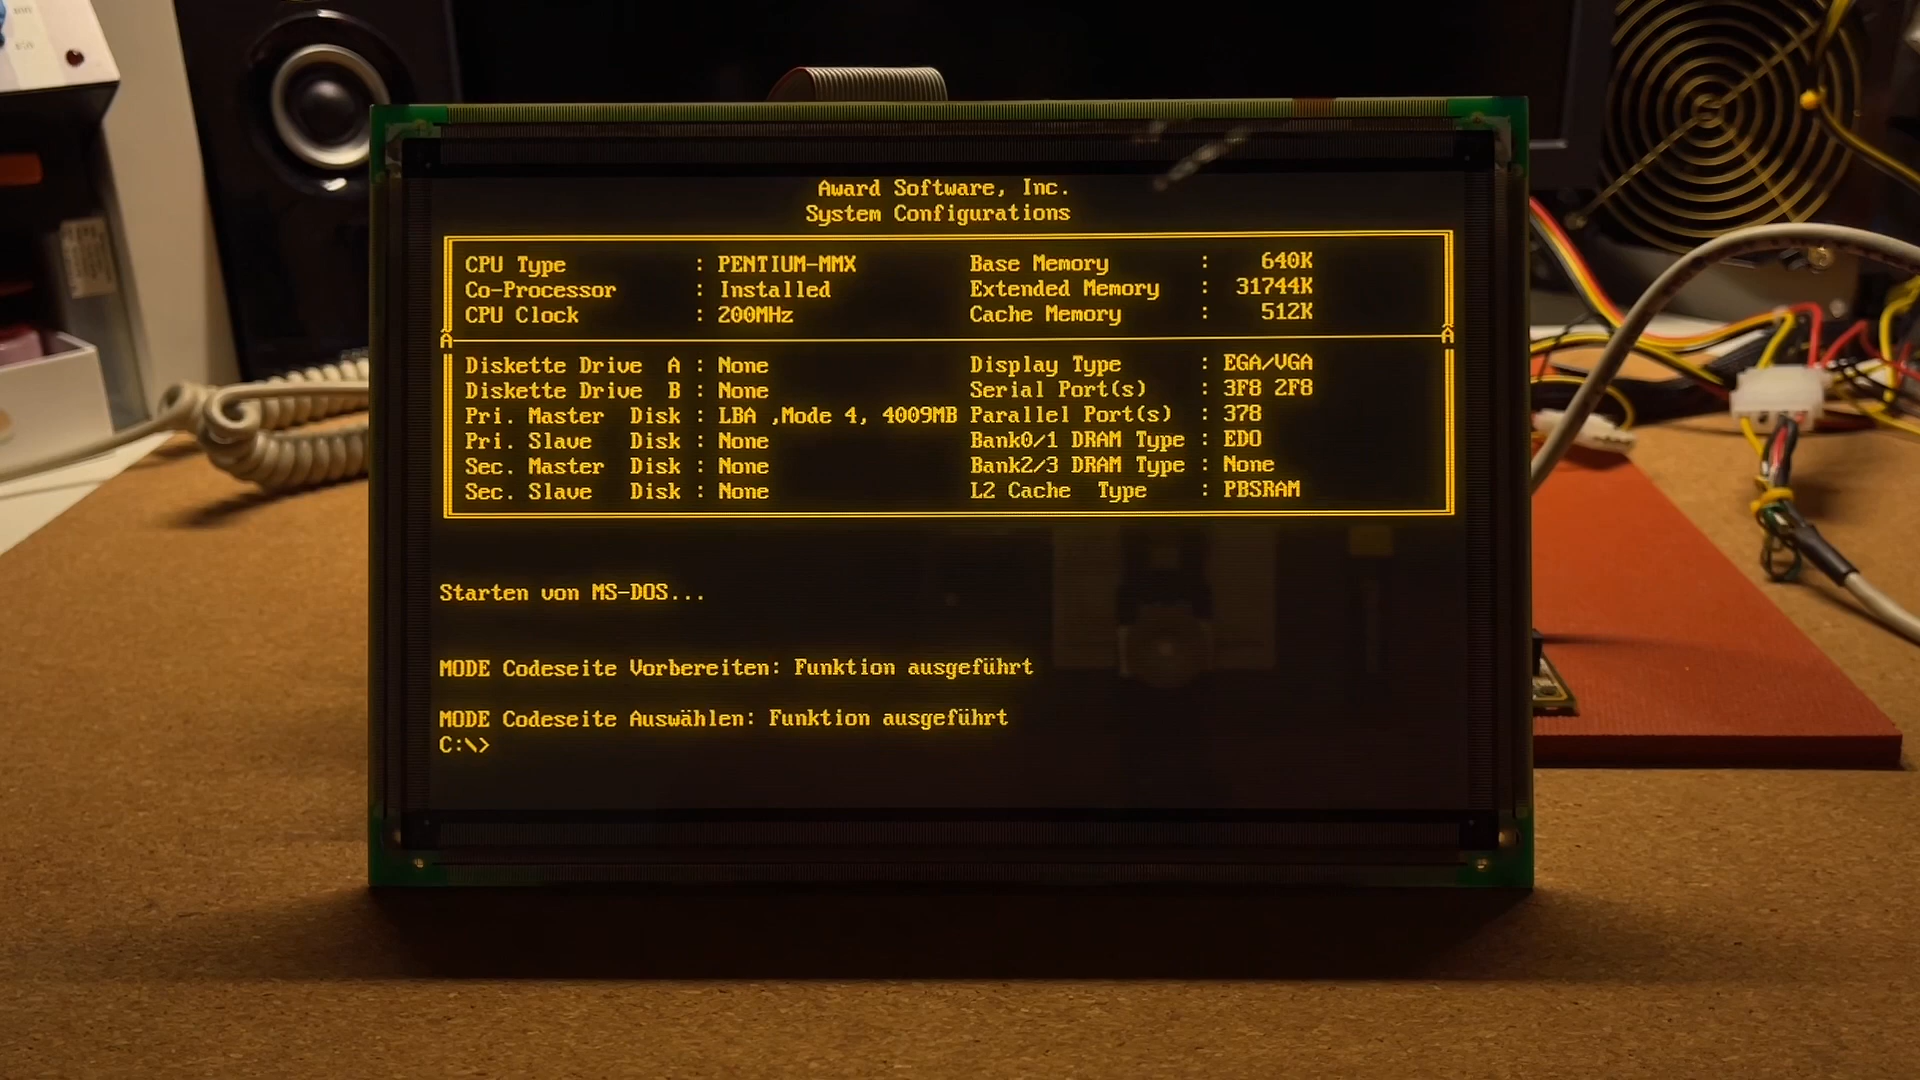 Award Software, Inc.
System Configurations
CPU Type : PENTIUM-MMX Base Memory : 640K
Co-Processor : Installed Extended Memory : 31744K
CPU Clock : 200MHz Cache Memory : 512K
Diskette Drive A : None Display Type : EGA/VGA
Diskette Drive B : None Serial Port(s) : 3F8 2F8
Pri. Master Disk : LBA ,Mode 4, 4009MB Parallel Port(s) : 378
Pri. Slave Disk : None Bank0/1 DRAM Type : EDO
Sec. Master Disk : None Bank2/3 DRAM Type : None
Sec. Slave Disk : None L2 Cache Type : PBSRAM
Starten von MS-DOS...
MODE Codeseite Vorbereiten: Funktion ausgeführt
MODE Codeseite Auswählen: Funktion ausgeführt
C:\>